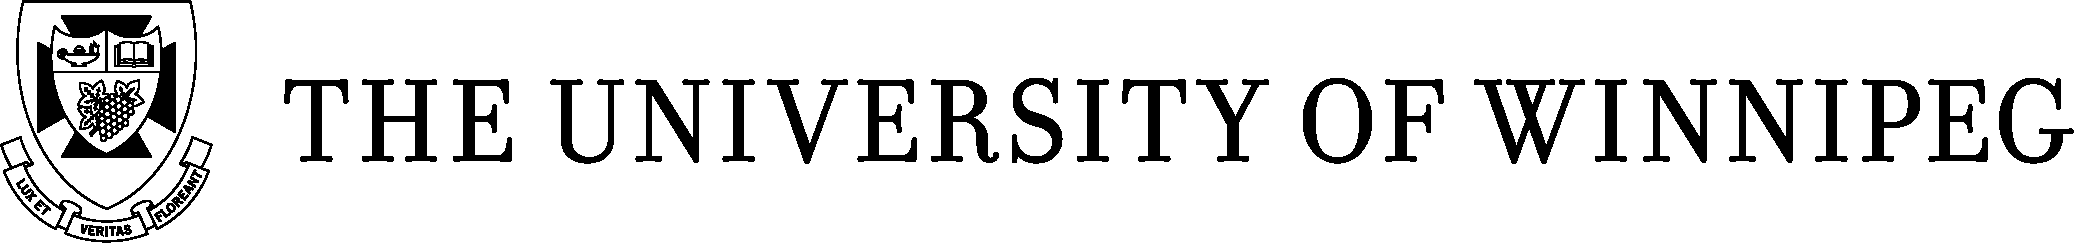 THE UNIVERSITY OF WINNIPEG
LUX ET
VERITAS
FLOREANT